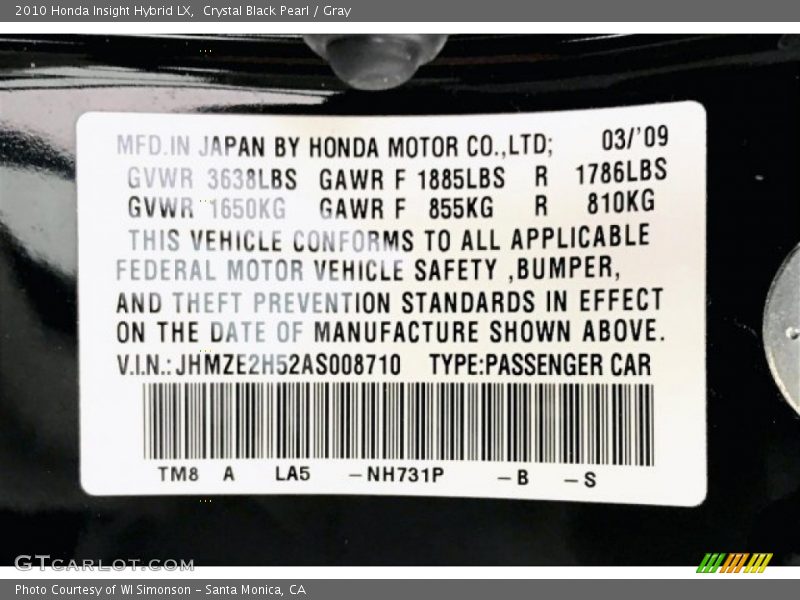 2010 Honda Insight Hybrid LX,  Crystal Black Pearl / Gray
MFD.IN JAPAN BY HONDA MOTOR CO.,LTD; 03/'09
GVWR 3638LBS GAWR F 1885LBS R 1786LBS
GVWR 1650KG GAWR F 855KG R 810KG
THIS VEHICLE CONFORMS TO ALL APPLICABLE
FEDERAL MOTOR VEHICLE SAFETY ,BUMPER,
AND THEFT PREVENTION STANDARDS IN EFFECT
ON THE DATE OF MANUFACTURE SHOWN ABOVE.
V.I.N.:JHMZE2H52AS008710 TYPE:PASSENGER CAR
TM8 A LA5 –NH731P –B –S
GTCARLOT.COM
Photo Courtesy of WI Simonson – Santa Monica, CA